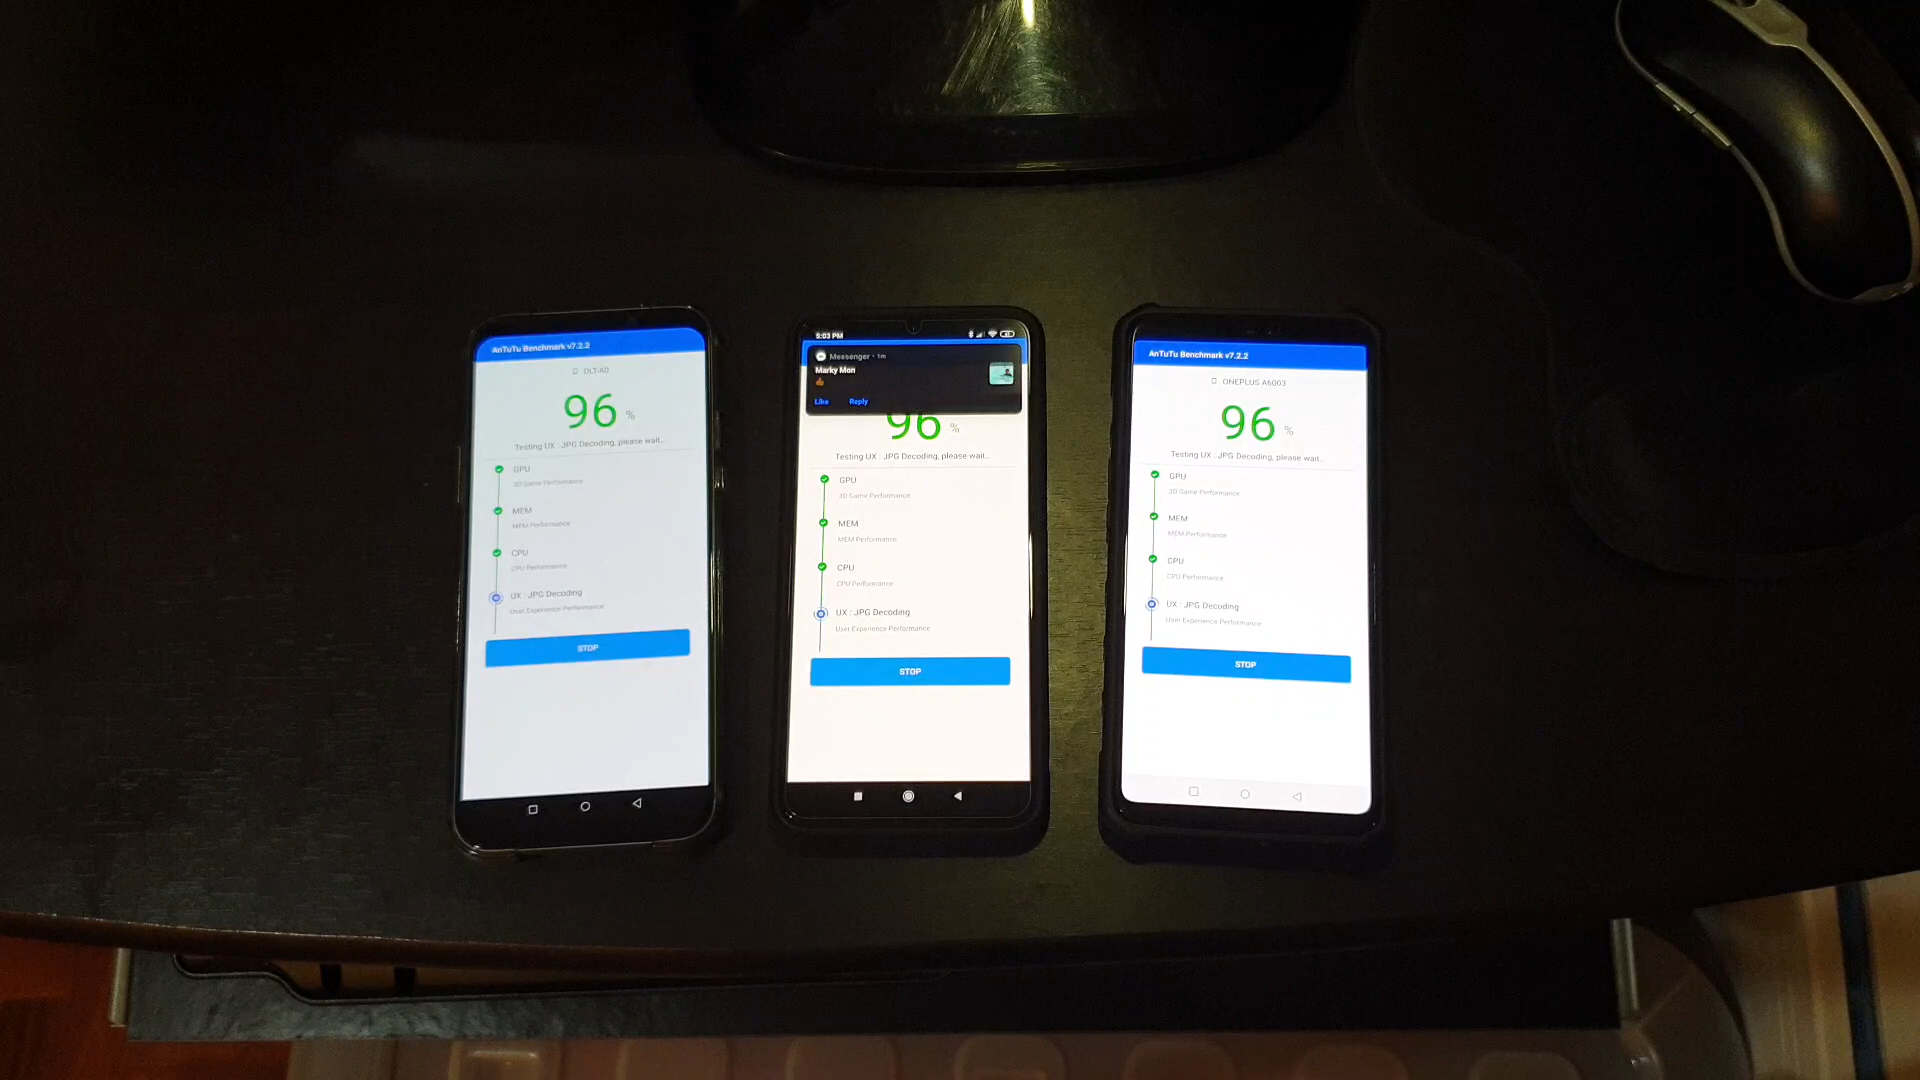 AnTuTu Benchmark v7.2.2
DLT-A0
96 %
Testing UX : JPG Decoding, please wait...
GPU
3D Game Performance
MEM
MEM Performance
CPU
CPU Performance
UX : JPG Decoding
User Experience Performance
STOP
5:03 PM
Messenger · 1m
Marky Mon
Like Reply
96 %
Testing UX : JPG Decoding, please wait...
GPU
3D Game Performance
MEM
MEM Performance
CPU
CPU Performance
UX : JPG Decoding
User Experience Performance
STOP
AnTuTu Benchmark v7.2.2
ONEPLUS A6003
96 %
Testing UX : JPG Decoding, please wait...
GPU
3D Game Performance
MEM
MEM Performance
CPU
CPU Performance
UX : JPG Decoding
User Experience Performance
STOP